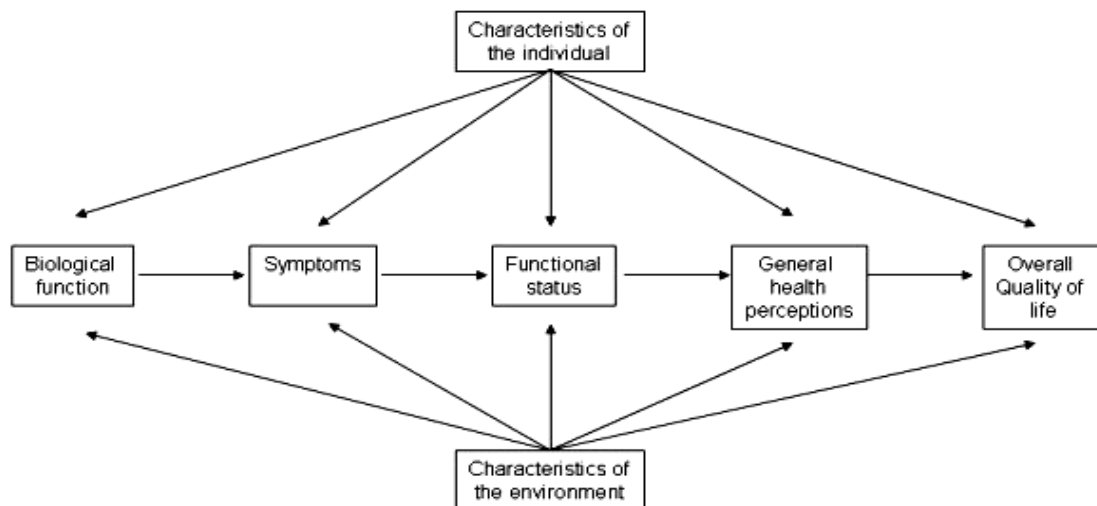 Characteristics of
the individual
Biological
function
Symptoms
Functional
status
General
health
perceptions
Overall
Quality of
life
Characteristics of
the environment